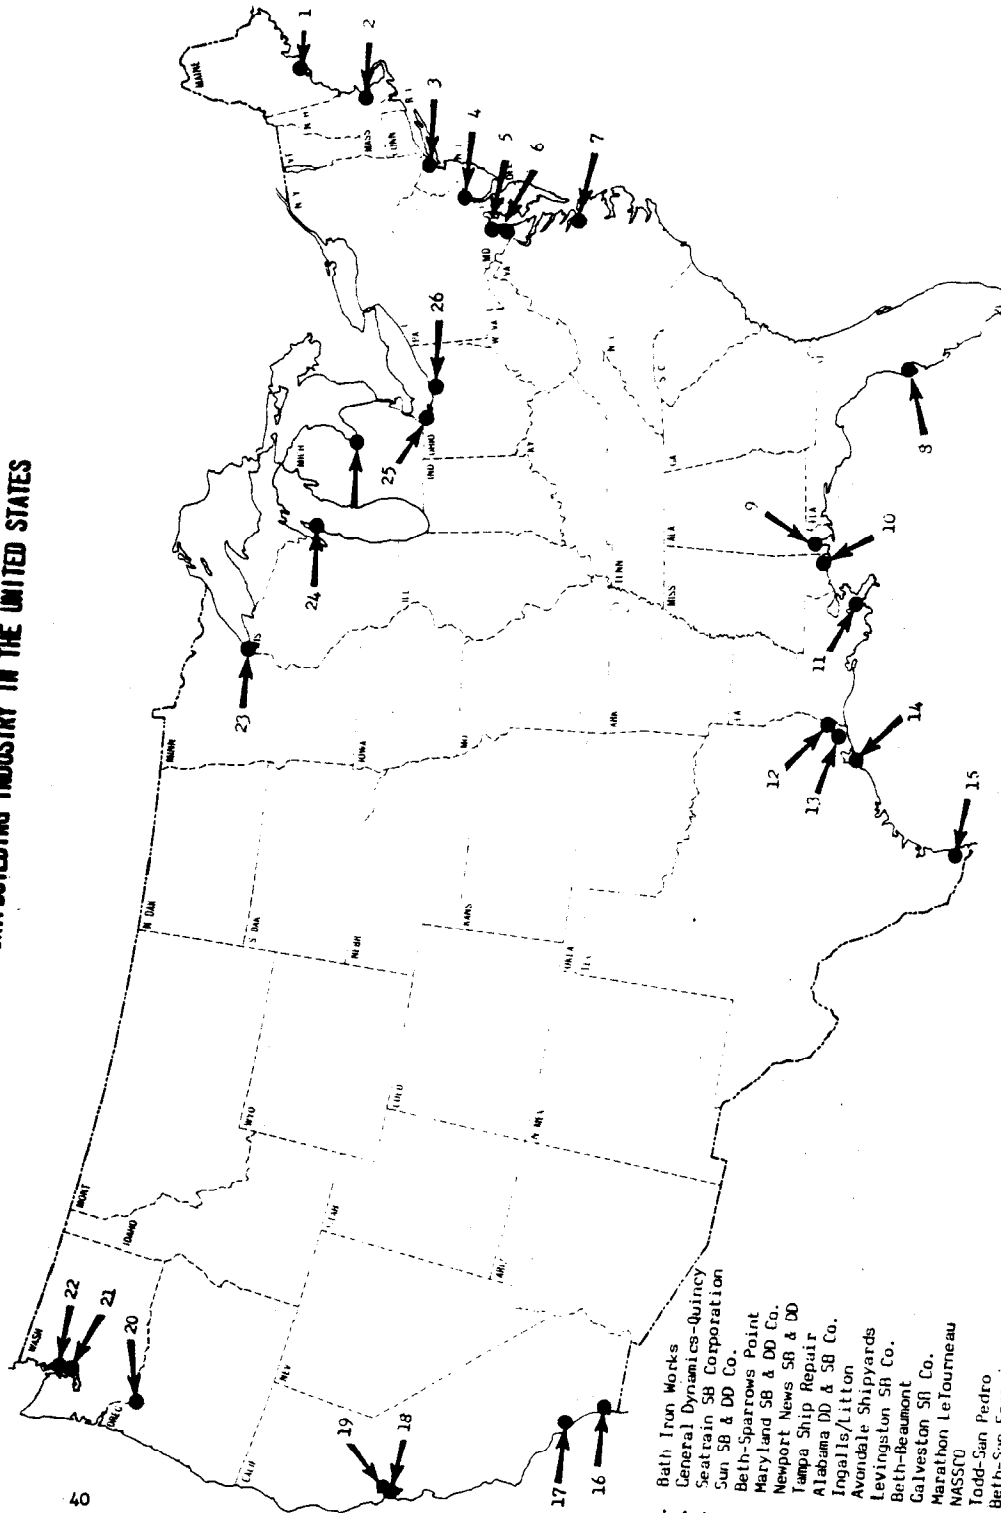 SHIPBUILDING INDUSTRY IN THE UNITED STATES
WASH
MONT
IDAHO
N DAK
MINN
S DAK
WYO
NEBR
IOWA
WIS
MICH
N Y
N H
MAINE
MASS
CONN
R I
PA
OHIO
IND
ILL
MD
VA
W VA
DEL
KY
MO
KANS
COLO
UTAH
NEV
CALIF
OREG
ARIZ
N MEX
OKLA
TEX
ARK
TENN
S C
GA
ALA
MISS
LA
1
2
3
4
5
6
7
8
9
10
11
12
13
14
15
16
17
18
19
20
21
22
23
24
25
26
Bath Iron Works
General Dynamics-Quincy
Seatrain SB Corporation
Sun SB & DD Co.
Beth-Sparrows Point
Maryland SB & DD Co.
Newport News SB & DD
Tampa Ship Repair
Alabama DD & SB Co.
Ingalls/Litton
Avondale Shipyards
Levingston SB Co.
Beth-Beaumont
Galveston SB Co.
Marathon LeTourneau
NASSCO
Todd-San Pedro
40